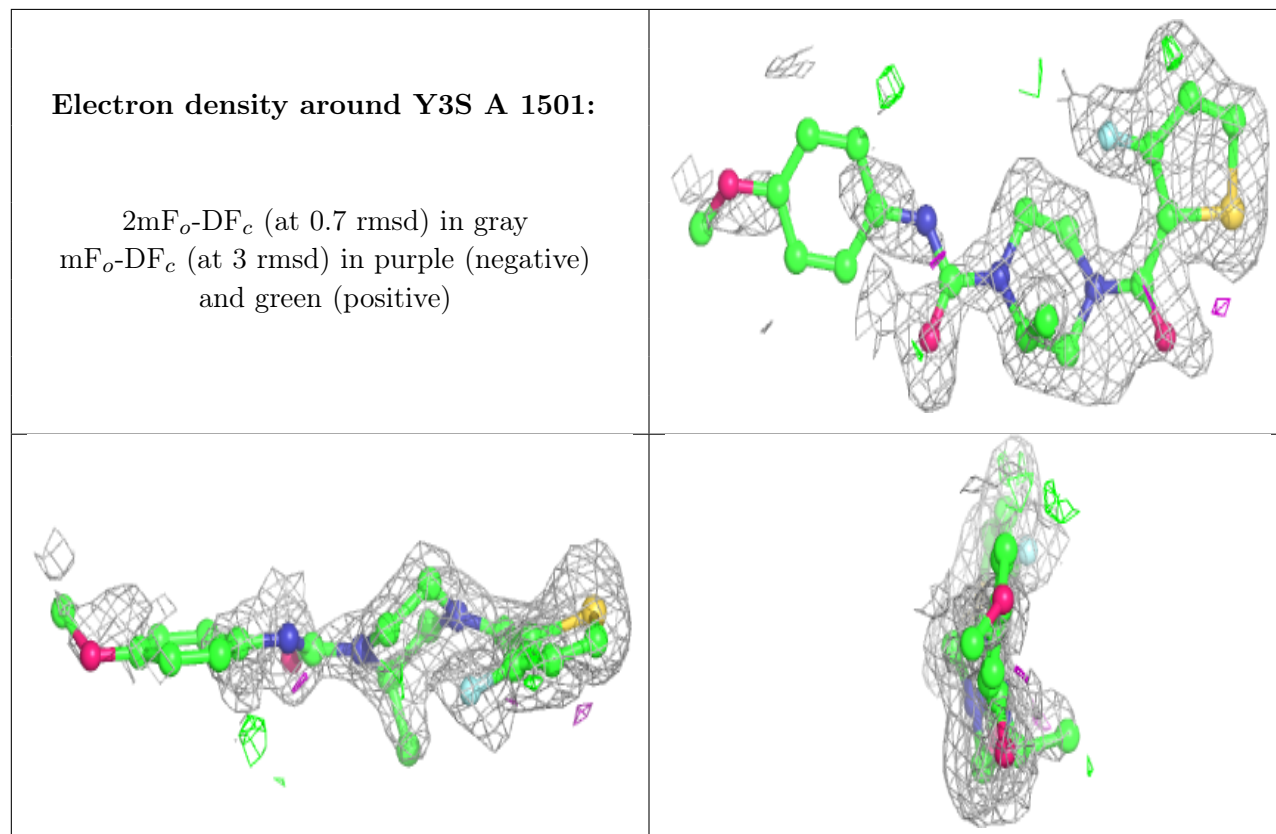 Electron density around Y3S A 1501:
2mFₒ-DF𝑐 (at 0.7 rmsd) in gray
mFₒ-DF𝑐 (at 3 rmsd) in purple (negative)
and green (positive)